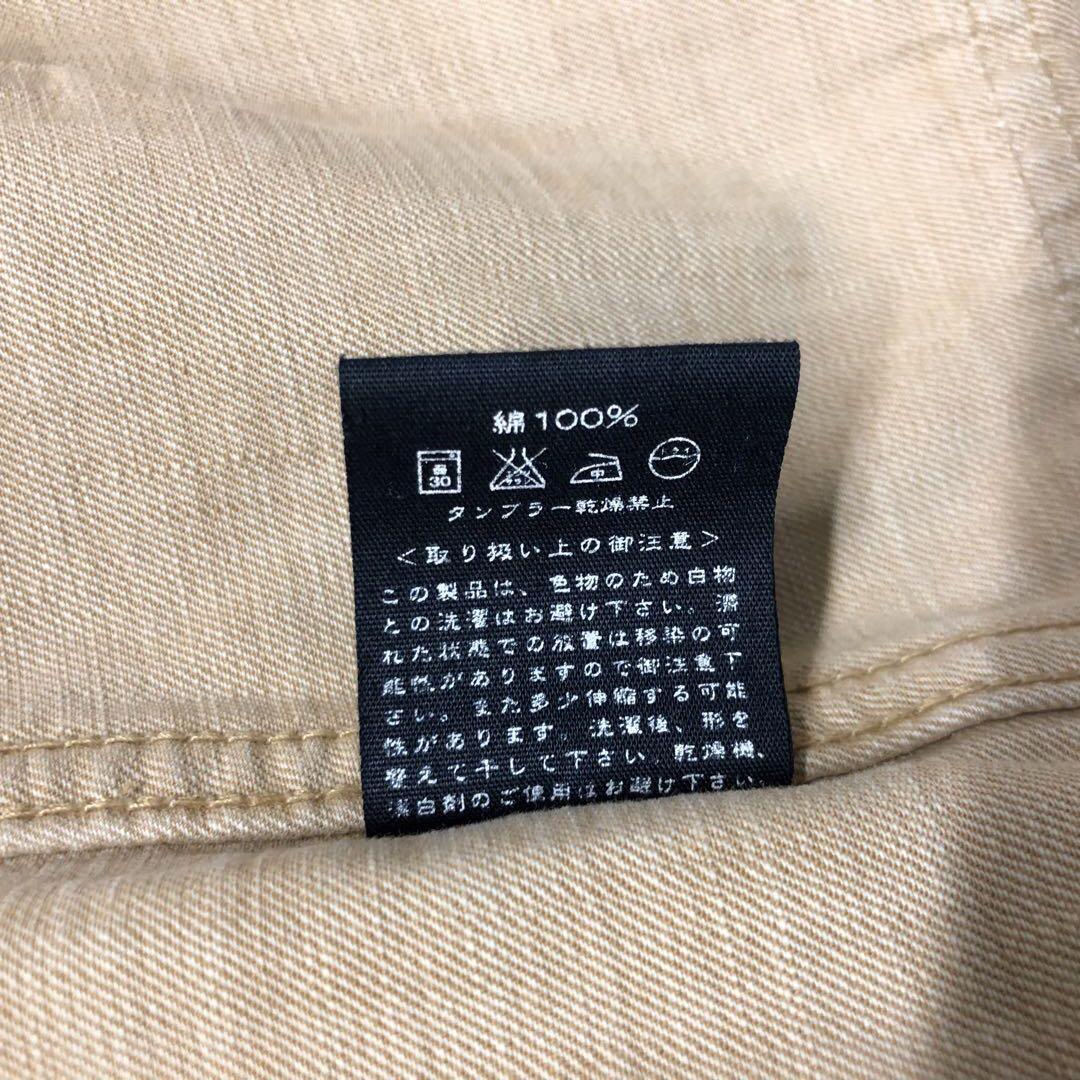 綿100%
30 中
タンブラー乾燥禁止
＜取り扱い上の御注意＞
この製品は、色物のため白物
との洗濯はお避け下さい。濡
れた状態での放置は移染の可
能性がありますので御注意下
さい。また多少伸縮する可能
性があります。洗濯後、形を
整えて干して下さい。乾燥機、
漂白剤のご使用はお避け下さい。